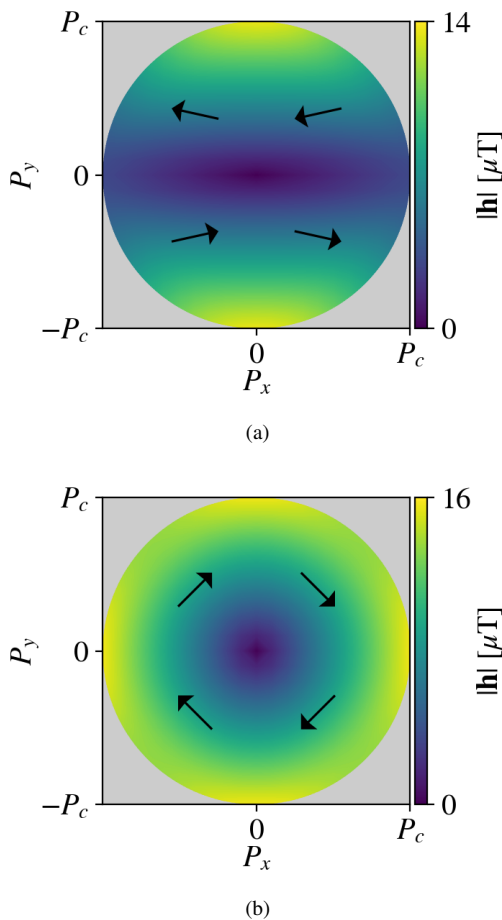 P_c
0
−P_c
P_y
0
P_c
P_x
14
0
|h| [μT]
(a)
P_c
0
−P_c
P_y
0
P_c
P_x
16
0
|h| [μT]
(b)